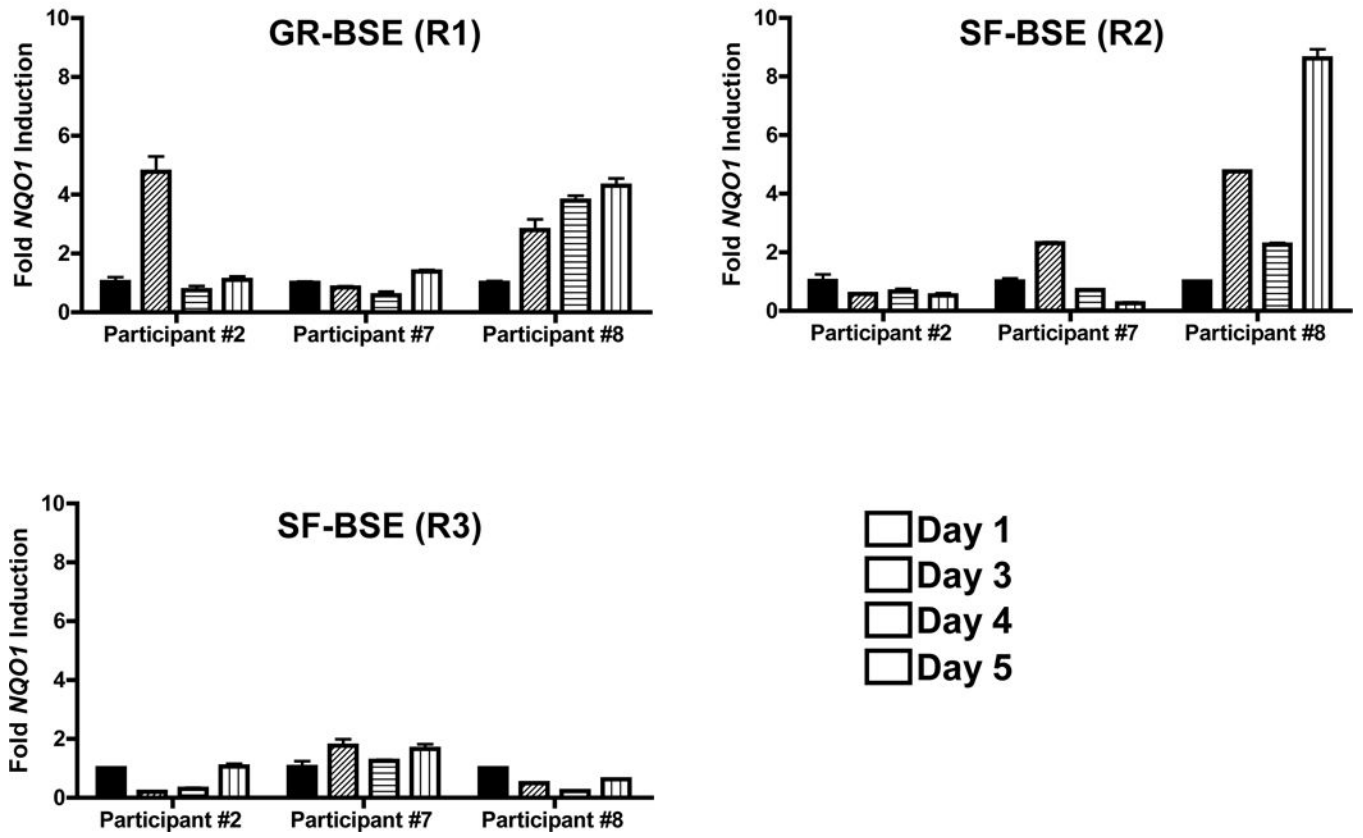 GR-BSE (R1)
Fold NQO1 Induction
10
8
6
4
2
0
Participant #2 Participant #7 Participant #8
SF-BSE (R2)
Fold NQO1 Induction
10
8
6
4
2
0
Participant #2 Participant #7 Participant #8
SF-BSE (R3)
Fold NQO1 Induction
10
8
6
4
2
0
Participant #2 Participant #7 Participant #8
Day 1
Day 3
Day 4
Day 5